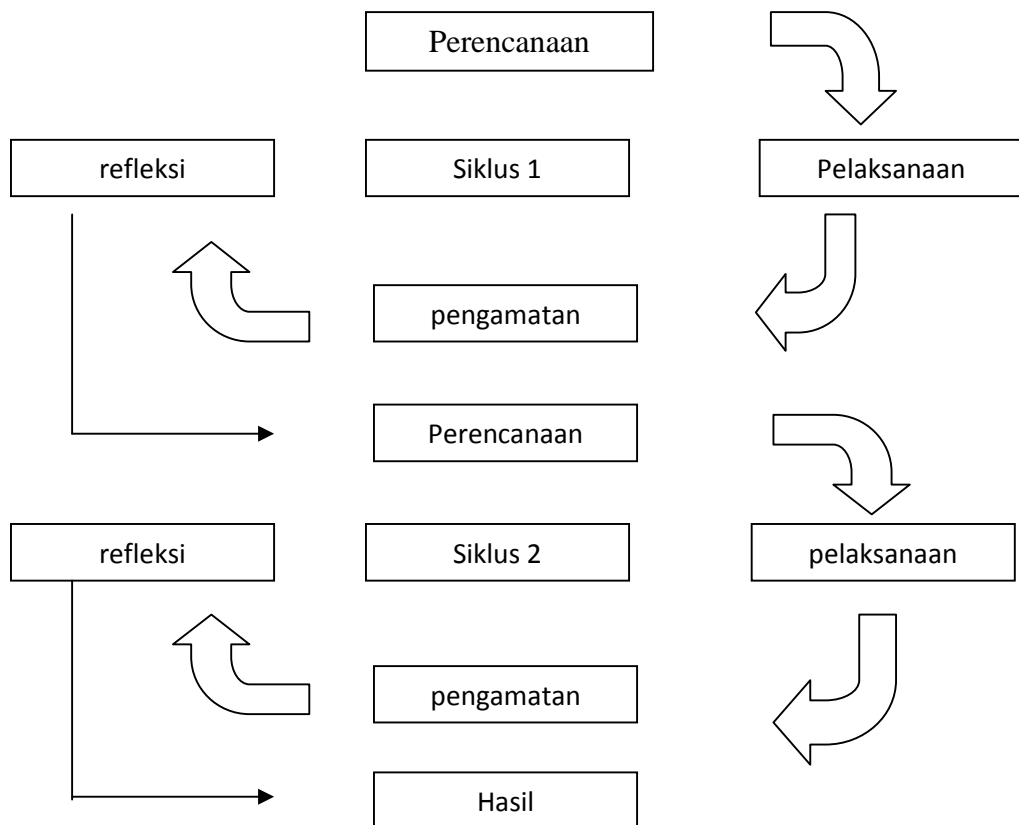 Perencanaan
refleksi
Siklus 1
Pelaksanaan
pengamatan
Perencanaan
refleksi
Siklus 2
pelaksanaan
pengamatan
Hasil